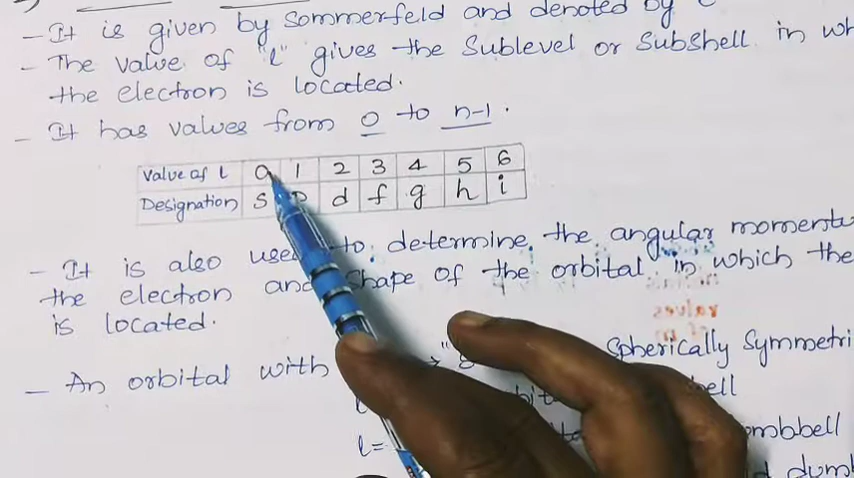 - It is given by Sommerfeld and denoted by
- The value of "l" gives the Sublevel or Subshell in
the electron is located.
- It has values from 0 to n-1.
Value of l 0 1 2 3 4 5 6
Designation s p d f g h i
- It is also used to determine the angular
the electron and shape of the orbital in which the
is located.
- An orbital with Spherically
l=